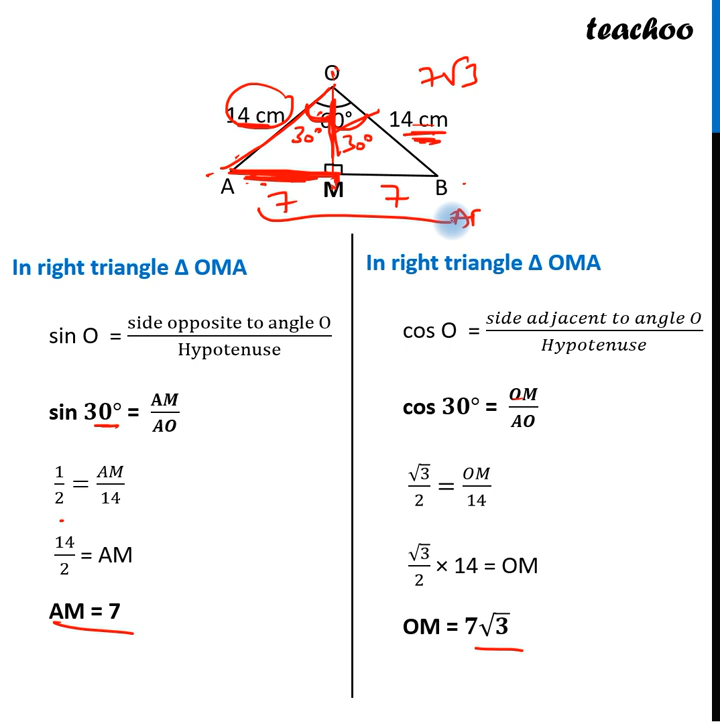 teachoo
O
7√3
14 cm
60°
14 cm
30°
30°
A
M
B
7
7
In right triangle Δ OMA
sin O = side opposite to angle O / Hypotenuse
sin 30° = AM / AO
1/2 = AM/14
14/2 = AM
AM = 7
In right triangle Δ OMA
cos O = side adjacent to angle O / Hypotenuse
cos 30° = OM / AO
√3/2 = OM/14
√3/2 × 14 = OM
OM = 7√3